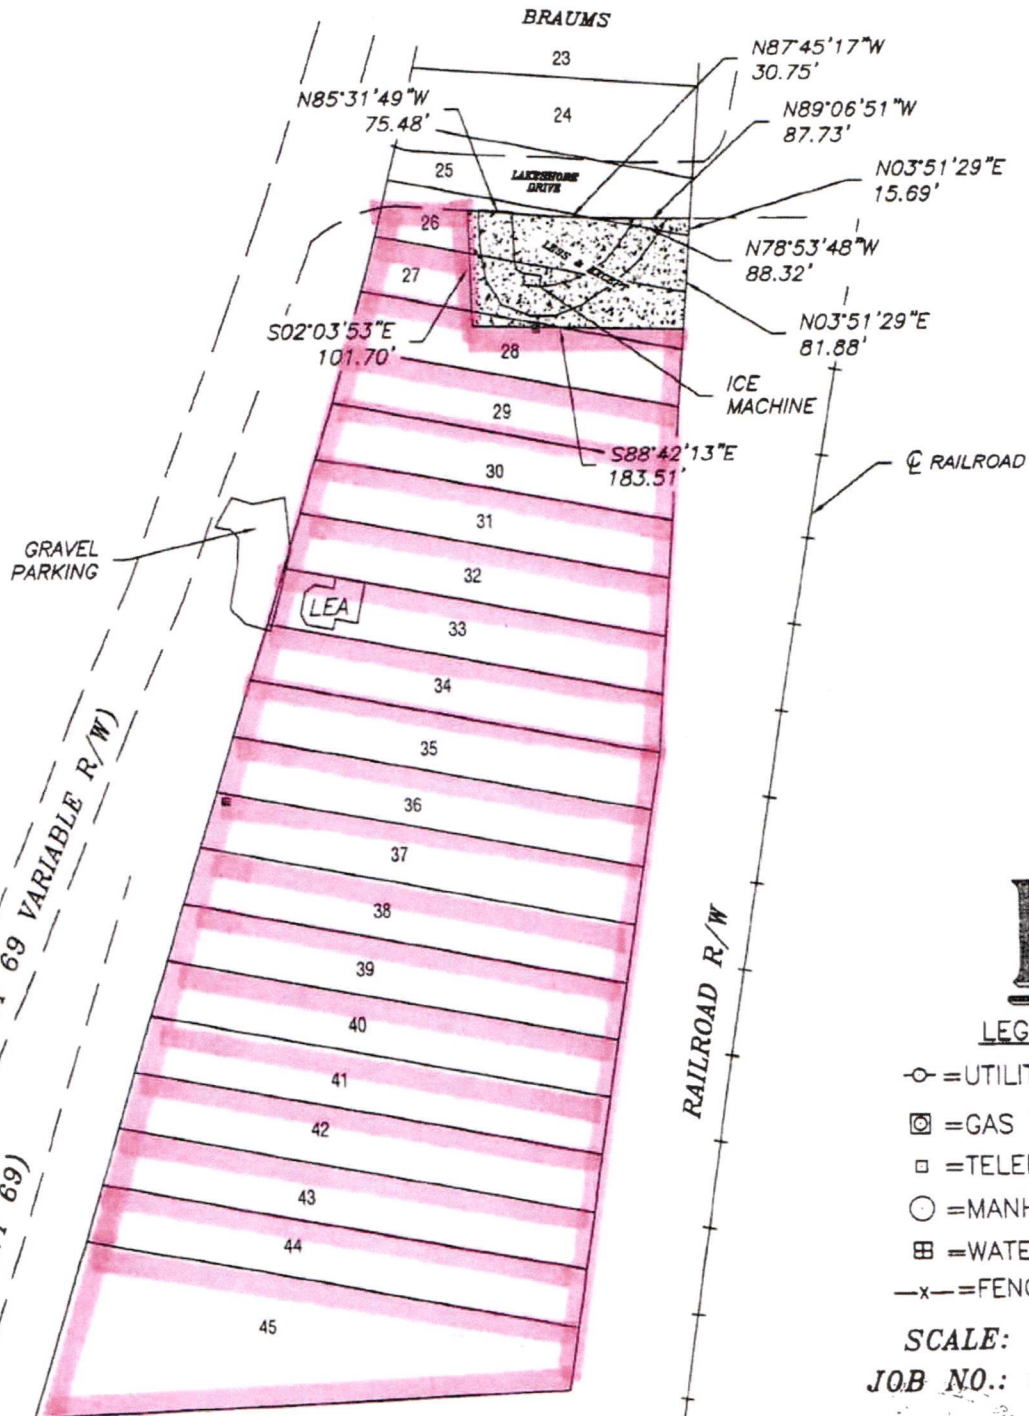 BRAUMS
23
N87°45'17"W
30.75'
N85°31'49"W
75.48'
24
N89°06'51"W
87.73'
25
LAKESHORE
DRIVE
N03°51'29"E
15.69'
26
LESS & EXCEPT
N78°53'48"W
88.32'
27
S02°03'53"E
101.70'
28
N03°51'29"E
81.88'
ICE
MACHINE
29
S88°42'13"E
183.51'
30
℄ RAILROAD
31
GRAVEL
PARKING
32
LEA
33
34
35
36
37
69 VARIABLE R/W)
38
39
RAILROAD R/W
40
LEG
=UTILIT
41
42
=GAS
=TELE
69)
43
=MANH
44
=WATE
—x—=FENC
45
SCALE:
JOB NO.: